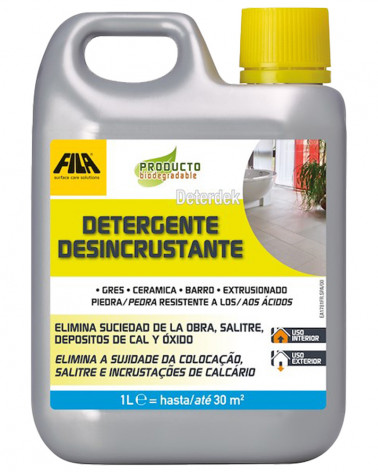 FILA
surface care solutions
PRODUCTO
biodegradable
Deterdek
DETERGENTE
DESINCRUSTANTE
• GRES • CERAMICA • BARRO • EXTRUSIONADO
PIEDRA/PEDRA RESISTENTE A LOS/AOS ÁCIDOS
ELIMINA SUCIEDAD DE LA OBRA, SALITRE,
DEPOSITOS DE CAL Y ÓXIDO
USO
INTERIOR
ELIMINA A SUJIDADE DA COLOCAÇÃO,
SALITRE E INCRUSTAÇÕES DE CALCÁRIO
USO
EXTERIOR
1L ℮ = hasta/até 30 m²